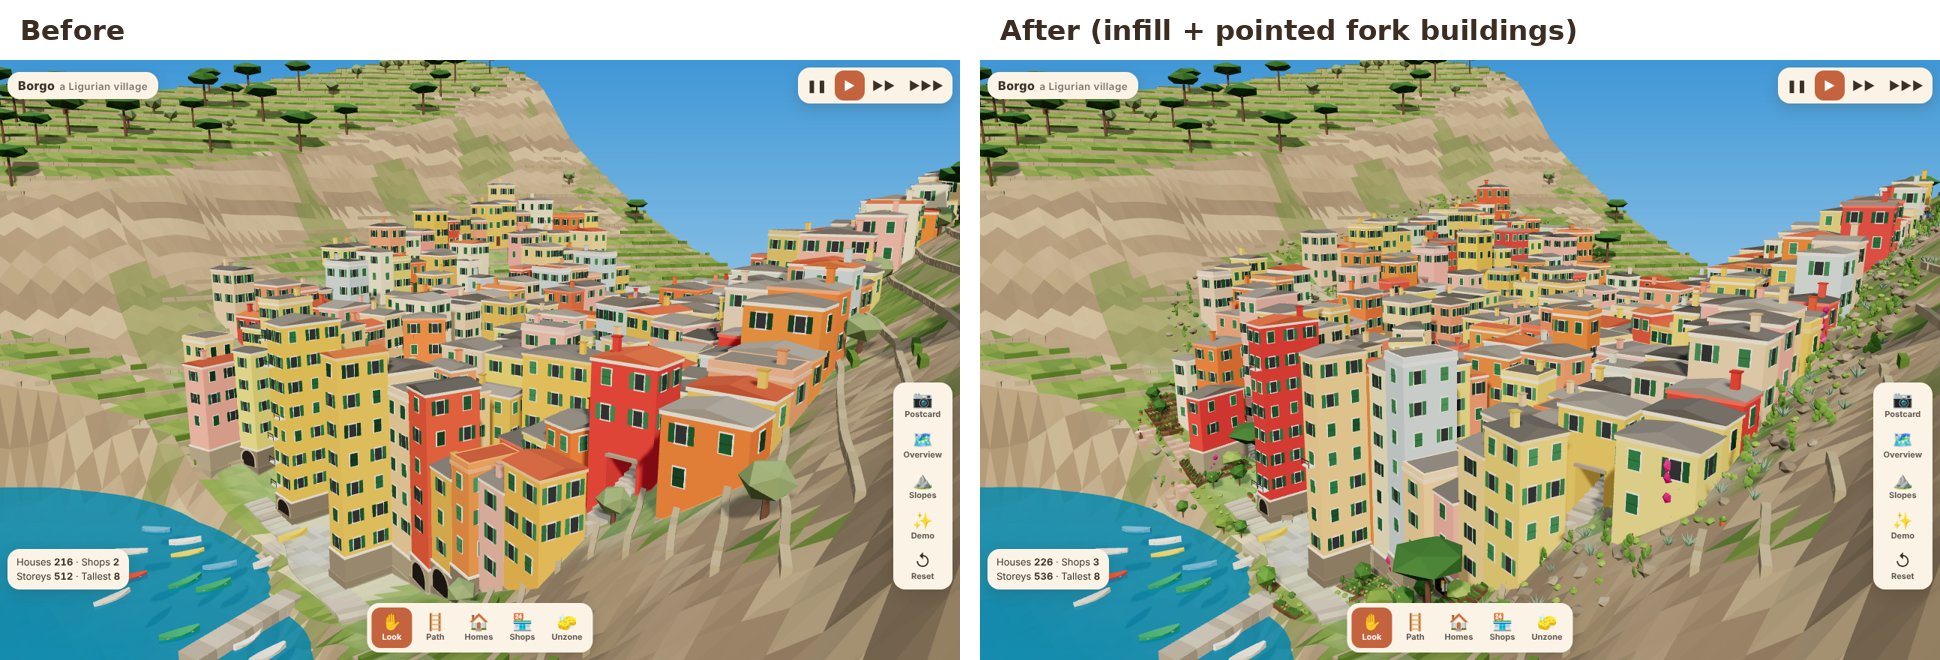 Before
Borgo a Ligurian village
Postcard
Overview
Slopes
Demo
Reset
Houses 216 · Shops 2
Storeys 512 · Tallest 8
Look
Path
Homes
Shops
Unzone
After (infill + pointed fork buildings)
Borgo a Ligurian village
Postcard
Overview
Slopes
Demo
Reset
Houses 226 · Shops 3
Storeys 536 · Tallest 8
Look
Path
Homes
Shops
Unzone